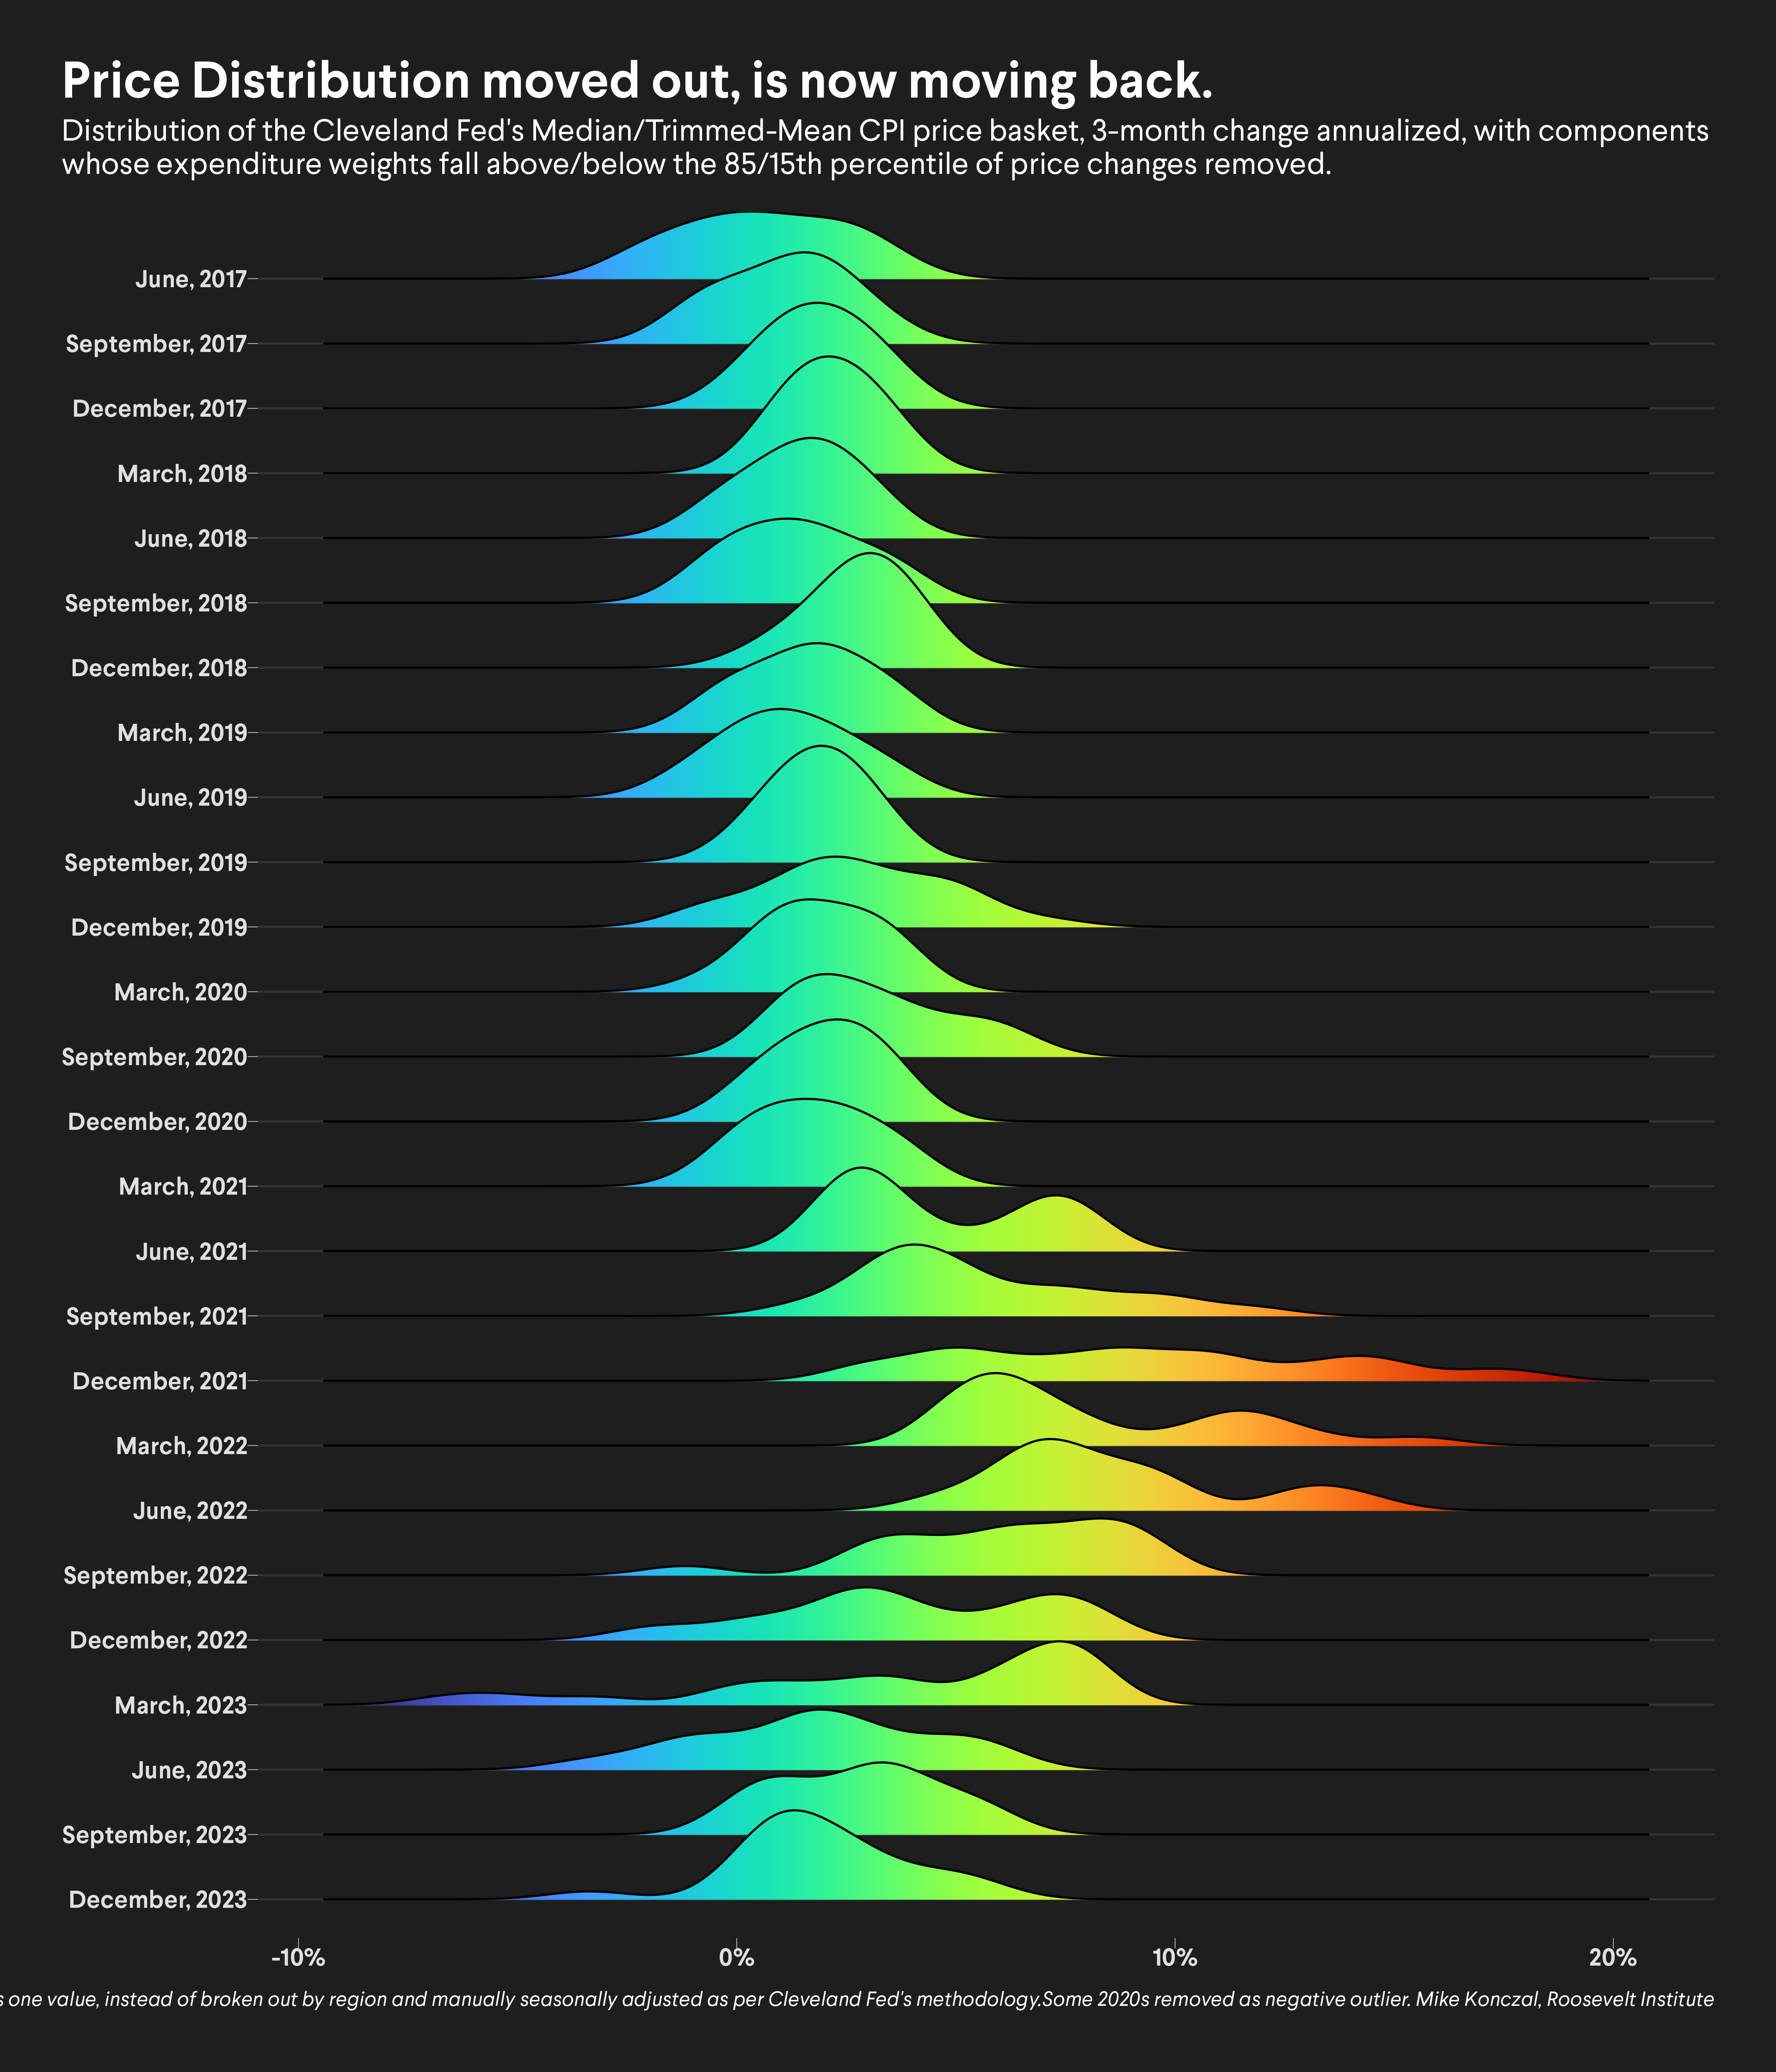 Price Distribution moved out, is now moving back.
Distribution of the Cleveland Fed's Median/Trimmed-Mean CPI price basket, 3-month change annualized, with components
whose expenditure weights fall above/below the 85/15th percentile of price changes removed.
June, 2017
September, 2017
December, 2017
March, 2018
June, 2018
September, 2018
December, 2018
March, 2019
June, 2019
September, 2019
December, 2019
March, 2020
September, 2020
December, 2020
March, 2021
June, 2021
September, 2021
December, 2021
March, 2022
June, 2022
September, 2022
December, 2022
March, 2023
June, 2023
September, 2023
December, 2023
-10% 0% 10% 20%
one value, instead of broken out by region and manually seasonally adjusted as per Cleveland Fed's methodology.Some 2020s removed as negative outlier. Mike Konczal, Roosevelt Institute